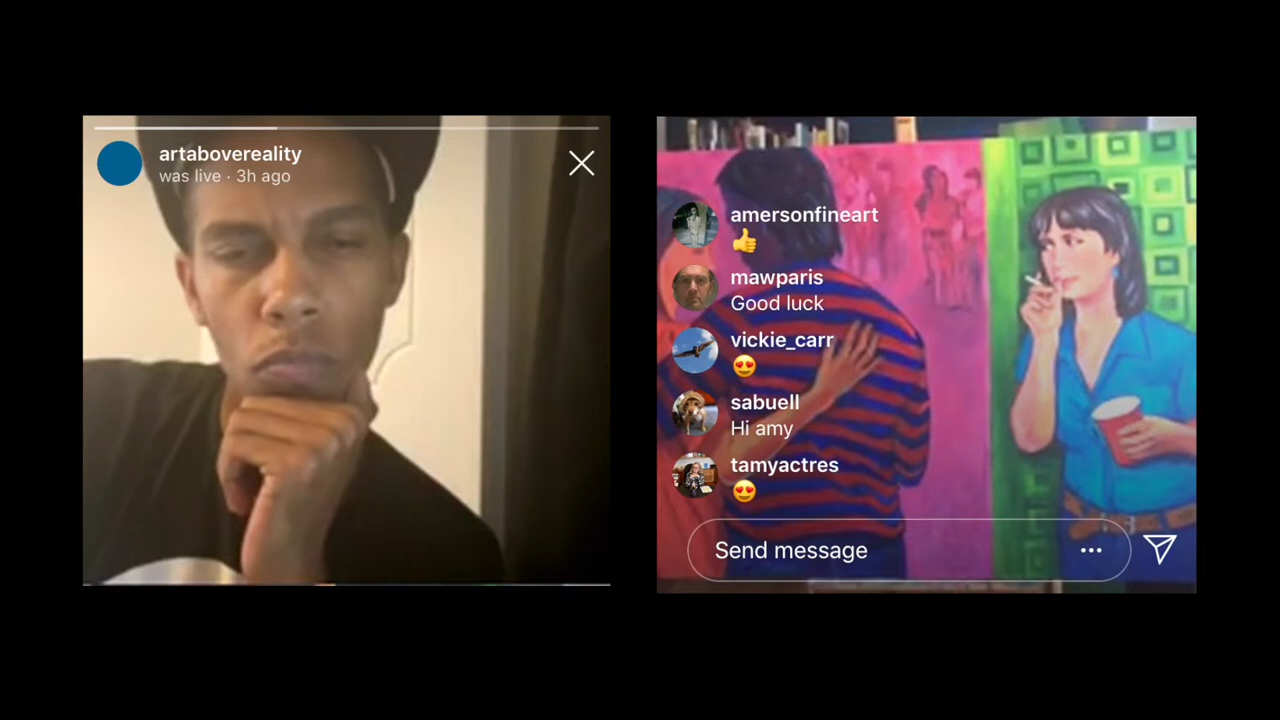 artabovereality
was live · 3h ago
amersonfineart
👍
mawparis
Good luck
vickie_carr
😍
sabuell
Hi amy
tamyactres
😍
Send message